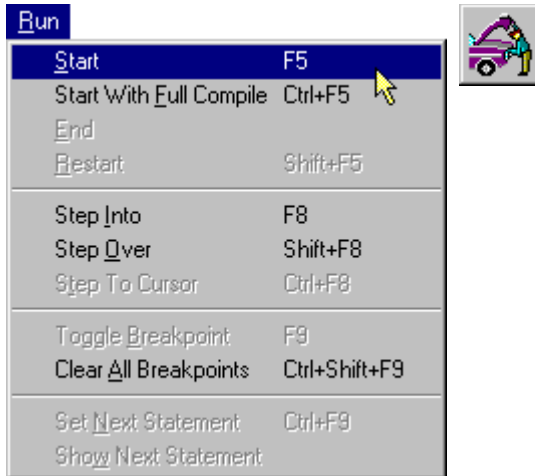 Run
Start F5
Start With Full Compile Ctrl+F5
End
Restart Shift+F5
Step Into F8
Step Over Shift+F8
Step To Cursor Ctrl+F8
Toggle Breakpoint F9
Clear All Breakpoints Ctrl+Shift+F9
Set Next Statement Ctrl+F9
Show Next Statement